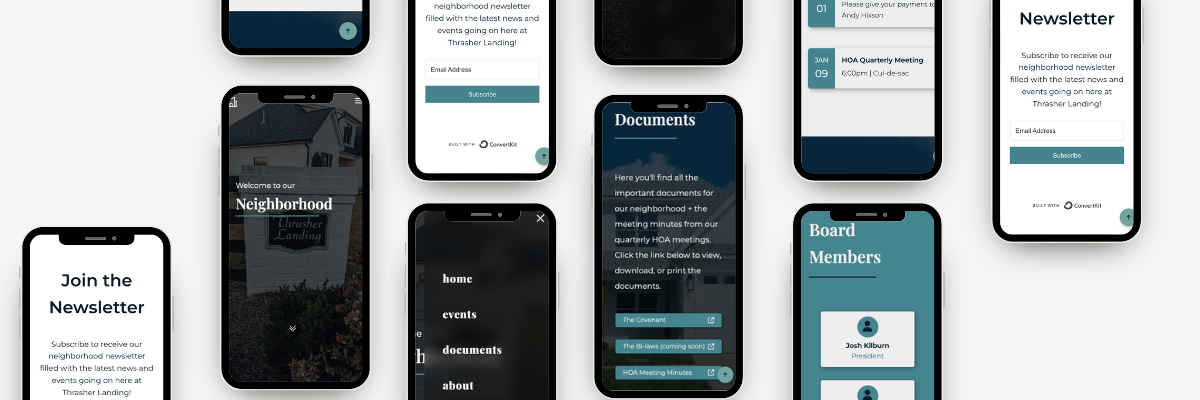 Join the
Newsletter
Subscribe to receive our
neighborhood newsletter
filled with the latest news and
events going on here at
Thrasher Landing!
Welcome to our
Neighborhood
Thrasher
Landing
neighborhood newsletter
filled with the latest news and
events going on here at
Thrasher Landing!
Email Address
Subscribe
BUILT WITH ConvertKit
home
events
documents
about
e
h
Documents
Here you'll find all the
important documents for
our neighborhood + the
meeting minutes from our
quarterly HOA meetings.
Click the link below to view,
download, or print the
documents.
The Covenant
The Bi-laws (coming soon)
HOA Meeting Minutes
01
Please give your payment to
Andy Hixson
JAN
09
HOA Quarterly Meeting
6:00pm | Cul-de-sac
Board
Members
Josh Kilburn
President
Newsletter
Subscribe to receive our
neighborhood newsletter
filled with the latest news and
events going on here at
Thrasher Landing!
Email Address
Subscribe
BUILT WITH ConvertKit